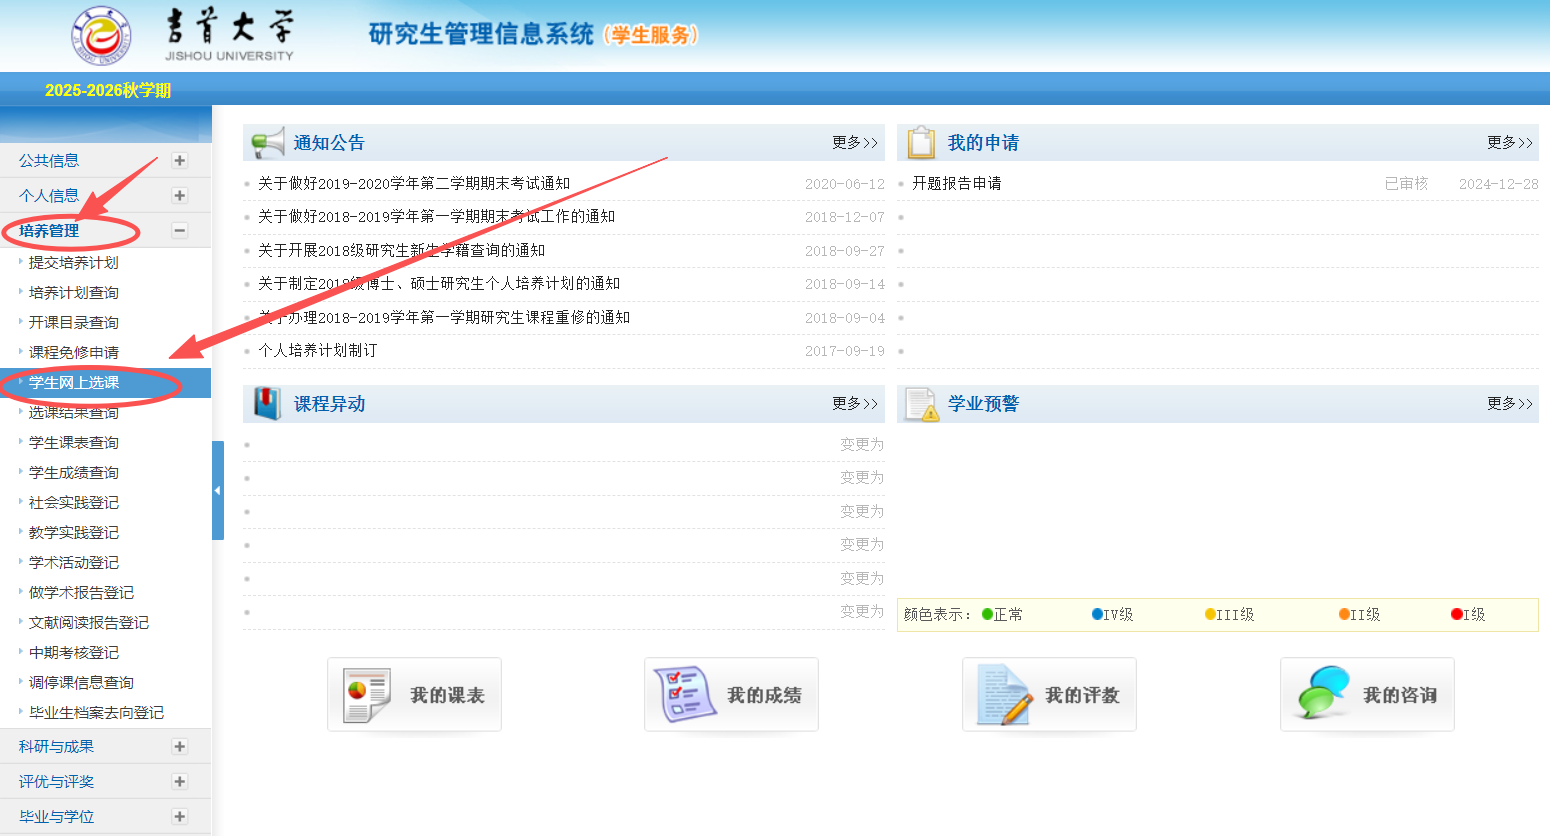 吉首大学
JISHOU UNIVERSITY
研究生管理信息系统（学生服务）
2025-2026秋学期
公共信息
个人信息
培养管理
提交培养计划
培养计划查询
开课目录查询
课程免修申请
学生网上选课
选课结果查询
学生课表查询
学生成绩查询
社会实践登记
教学实践登记
学术活动登记
做学术报告登记
文献阅读报告登记
中期考核登记
调停课信息查询
毕业生档案去向登记
科研与成果
评优与评奖
毕业与学位
通知公告 更多>>
关于做好2019-2020学年第二学期期末考试通知 2020-06-12
关于做好2018-2019学年第一学期期末考试工作的通知 2018-12-07
关于开展2018级研究生新生学籍查询的通知 2018-09-27
关于制定2018级博士、硕士研究生个人培养计划的通知 2018-09-14
关于办理2018-2019学年第一学期研究生课程重修的通知 2018-09-04
个人培养计划制订 2017-09-19
我的申请 更多>>
开题报告申请 已审核 2024-12-28
课程异动 更多>>
变更为
变更为
变更为
变更为
变更为
变更为
学业预警 更多>>
颜色表示： 正常 IV级 III级 II级 I级
我的课表
我的成绩
我的评教
我的咨询